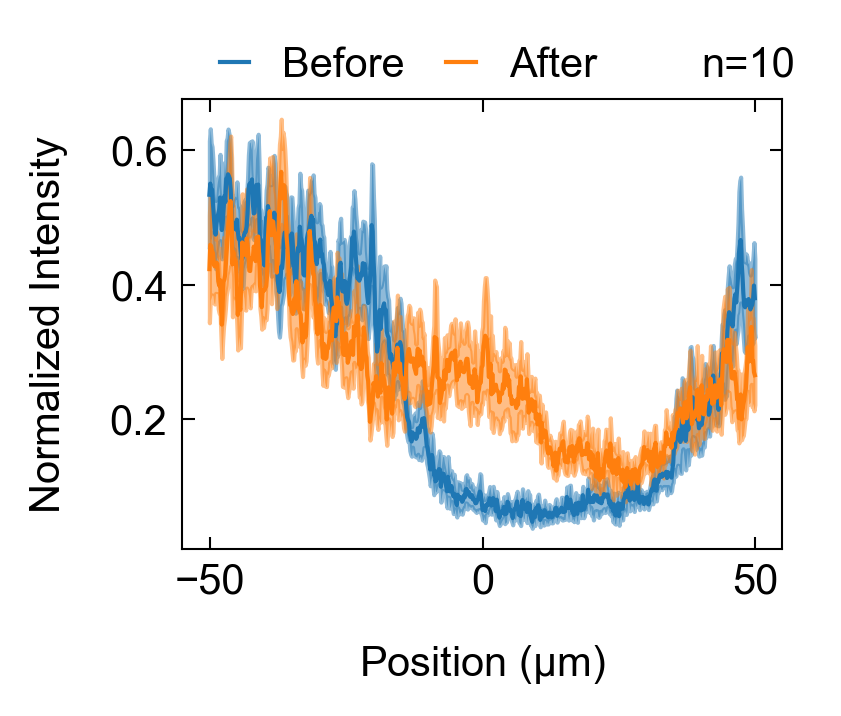 Before After n=10
Normalized Intensity
0.6
0.4
0.2
−50 0 50
Position (µm)